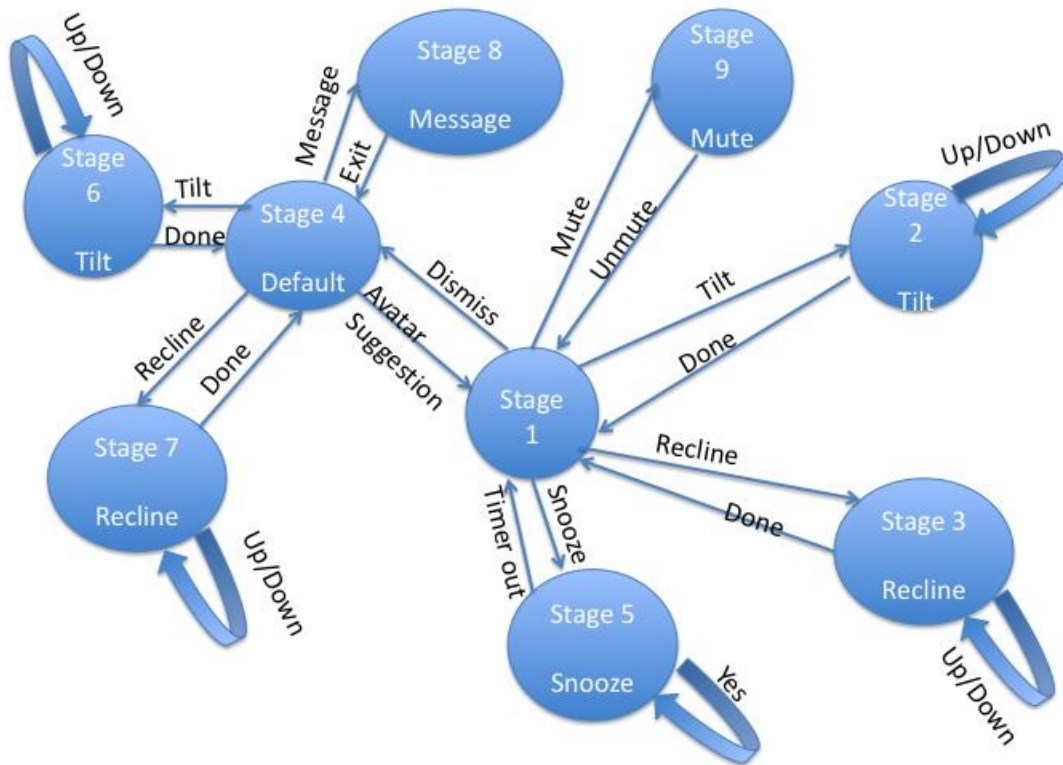 Up/Down
Stage
6
Tilt
Tilt
Done
Message
Exit
Stage 8
Message
Stage 4
Default
Stage
9
Mute
Mute
Unmute
Up/Down
Stage
2
Tilt
Tilt
Done
Dismiss
Avatar
Suggestion
Recline
Done
Stage 7
Recline
Up/Down
Stage
1
Recline
Done
Snooze
Timer out
Stage 3
Recline
Up/Down
Stage 5
Snooze
Yes